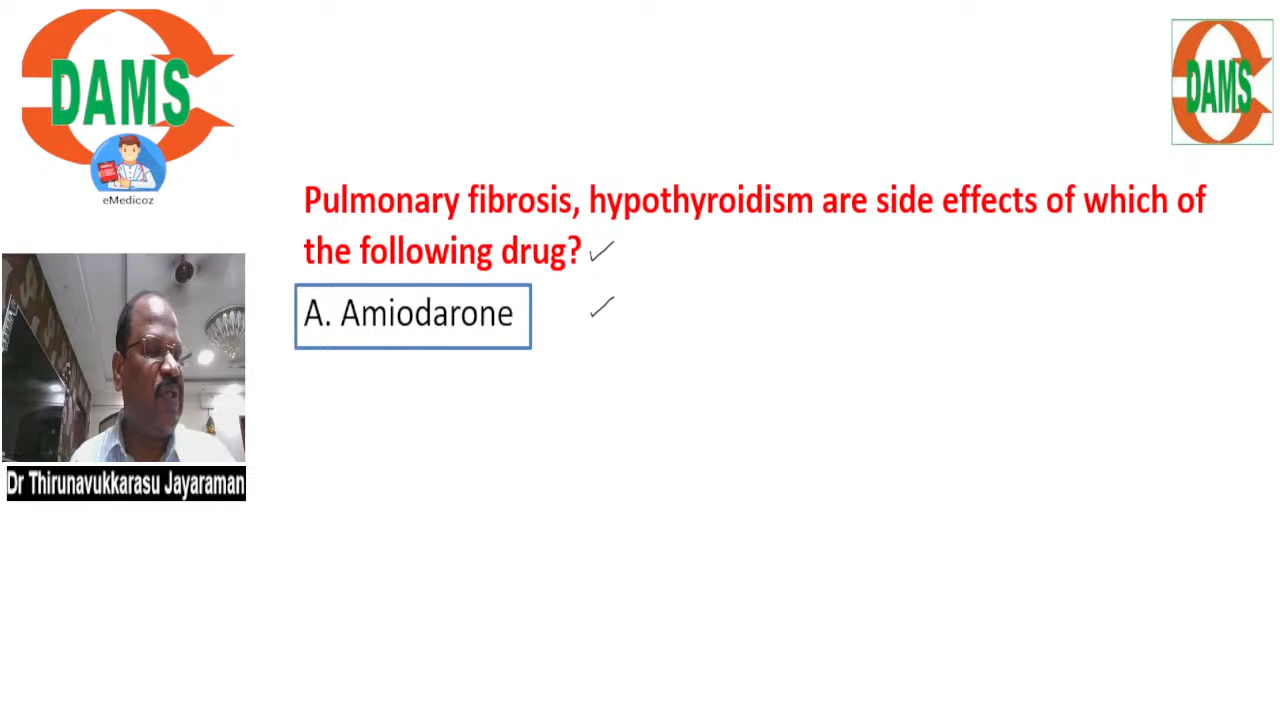 DAMS
DAMS
eMedicoz
Pulmonary fibrosis, hypothyroidism are side effects of which of
the following drug?
A. Amiodarone
Dr Thirunavukkarasu Jayaraman